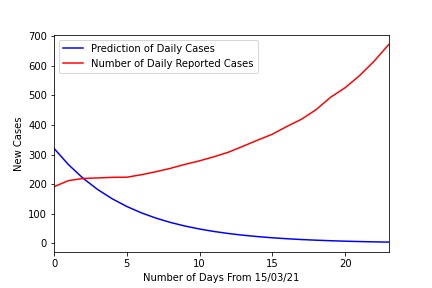 700
600
500
400
300
200
100
0
New Cases
Prediction of Daily Cases
Number of Daily Reported Cases
0 5 10 15 20
Number of Days From 15/03/21